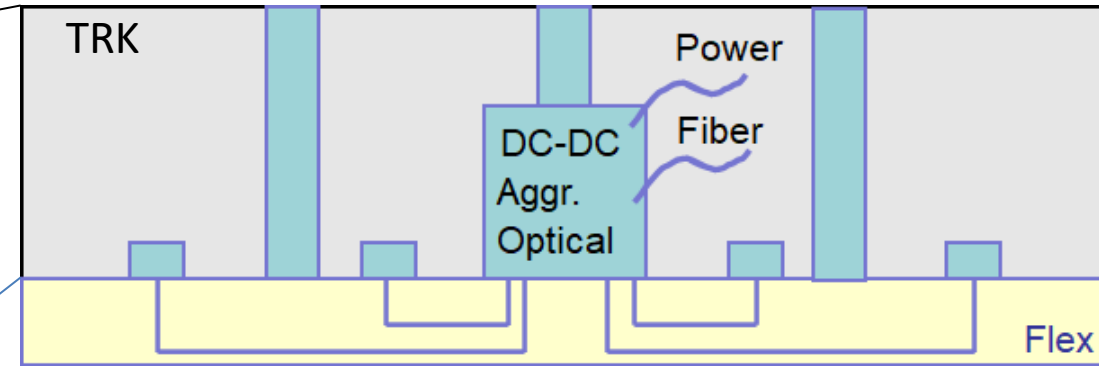 TRK
Power
Fiber
DC-DC
Aggr.
Optical
Flex